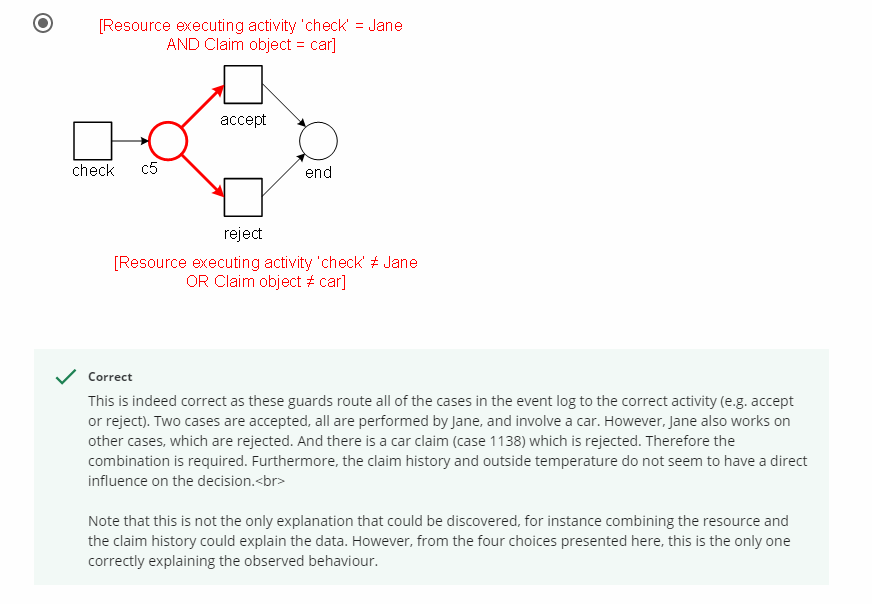 [Resource executing activity 'check' = Jane
AND Claim object = car]
accept
check
c5
end
reject
[Resource executing activity 'check' ≠ Jane
OR Claim object ≠ car]
Correct
This is indeed correct as these guards route all of the cases in the event log to the correct activity (e.g. accept
or reject). Two cases are accepted, all are performed by Jane, and involve a car. However, Jane also works on
other cases, which are rejected. And there is a car claim (case 1138) which is rejected. Therefore the
combination is required. Furthermore, the claim history and outside temperature do not seem to have a direct
influence on the decision.<br>
Note that this is not the only explanation that could be discovered, for instance combining the resource and
the claim history could explain the data. However, from the four choices presented here, this is the only one
correctly explaining the observed behaviour.